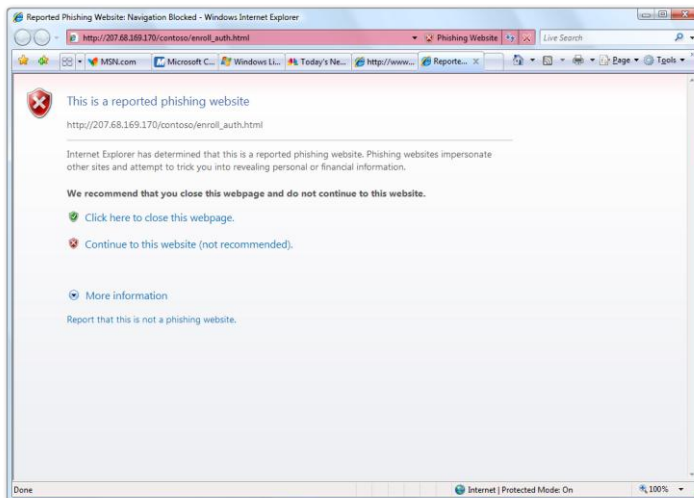 Reported Phishing Website: Navigation Blocked - Windows Internet Explorer
http://207.68.169.170/contoso/enroll_auth.html
Phishing Website
Live Search
MSN.com
Microsoft C...
Windows Li...
Today's Ne...
http://www...
Reporte...
Page
Tools
This is a reported phishing website
http://207.68.169.170/contoso/enroll_auth.html
Internet Explorer has determined that this is a reported phishing website. Phishing websites impersonate
other sites and attempt to trick you into revealing personal or financial information.
We recommend that you close this webpage and do not continue to this website.
Click here to close this webpage.
Continue to this website (not recommended).
More information
Report that this is not a phishing website.
Done
Internet | Protected Mode: On
100%